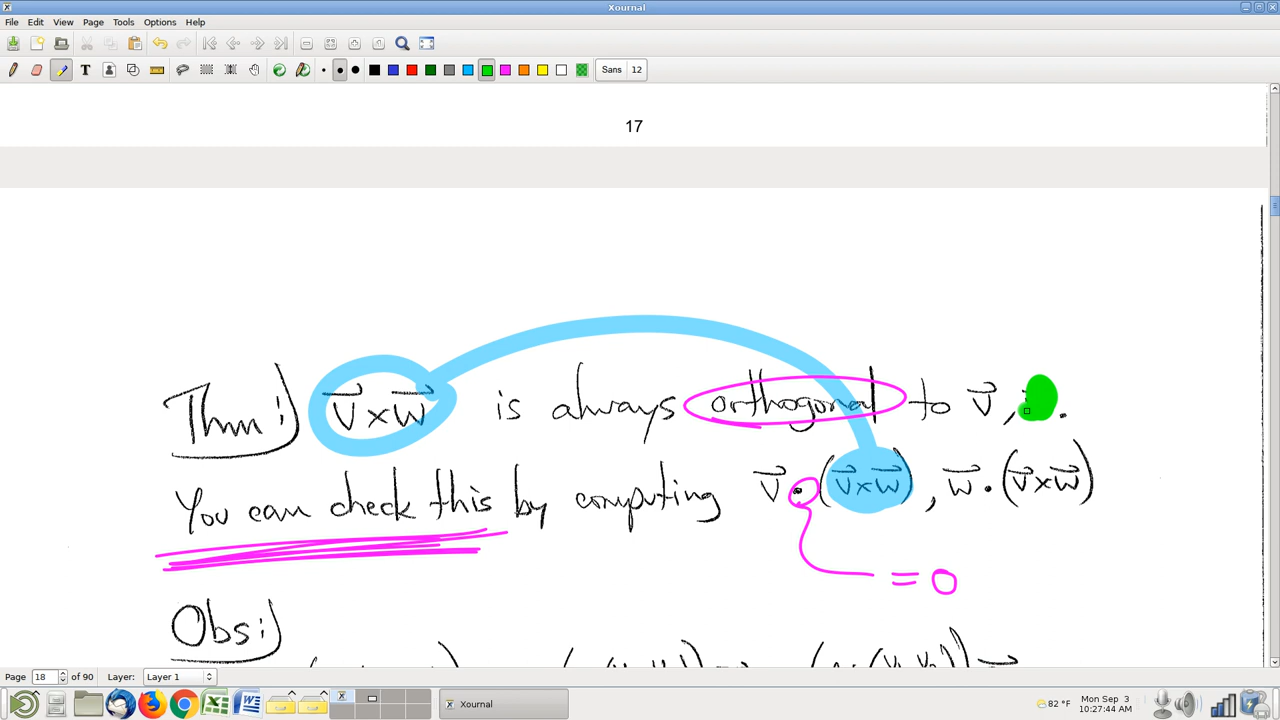 Xournal
File Edit View Page Tools Options Help
Sans 12
17
Thm:) v⃗×w⃗ is always orthogonal to v⃗, .
You can check this by computing v⃗•(v⃗×w⃗), w⃗•(v⃗×w⃗)
=0
Obs:)
Page 18 of 90 Layer: Layer 1
Xournal
82 °F
Mon Sep 3
10:27:44 AM